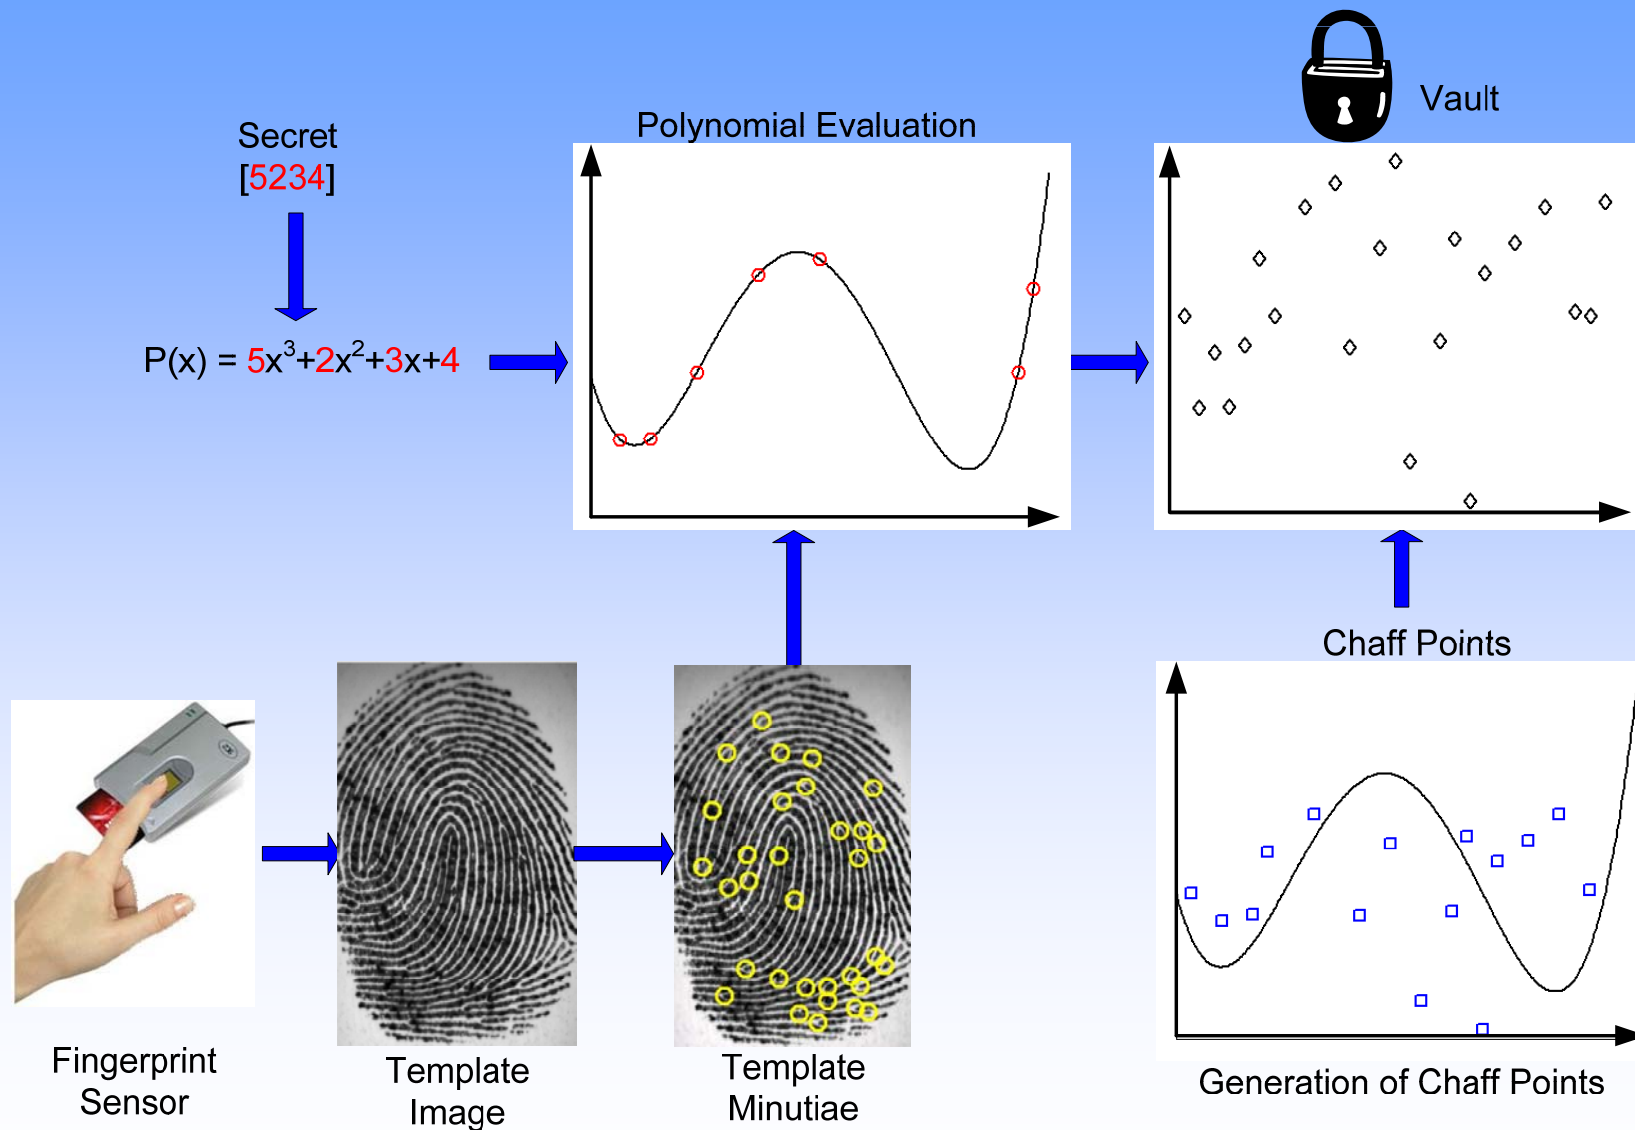 Secret
[5234]
P(x) = 5x³+2x²+3x+4
Polynomial Evaluation
Vault
Chaff Points
Fingerprint
Sensor
Template
Image
Template
Minutiae
Generation of Chaff Points